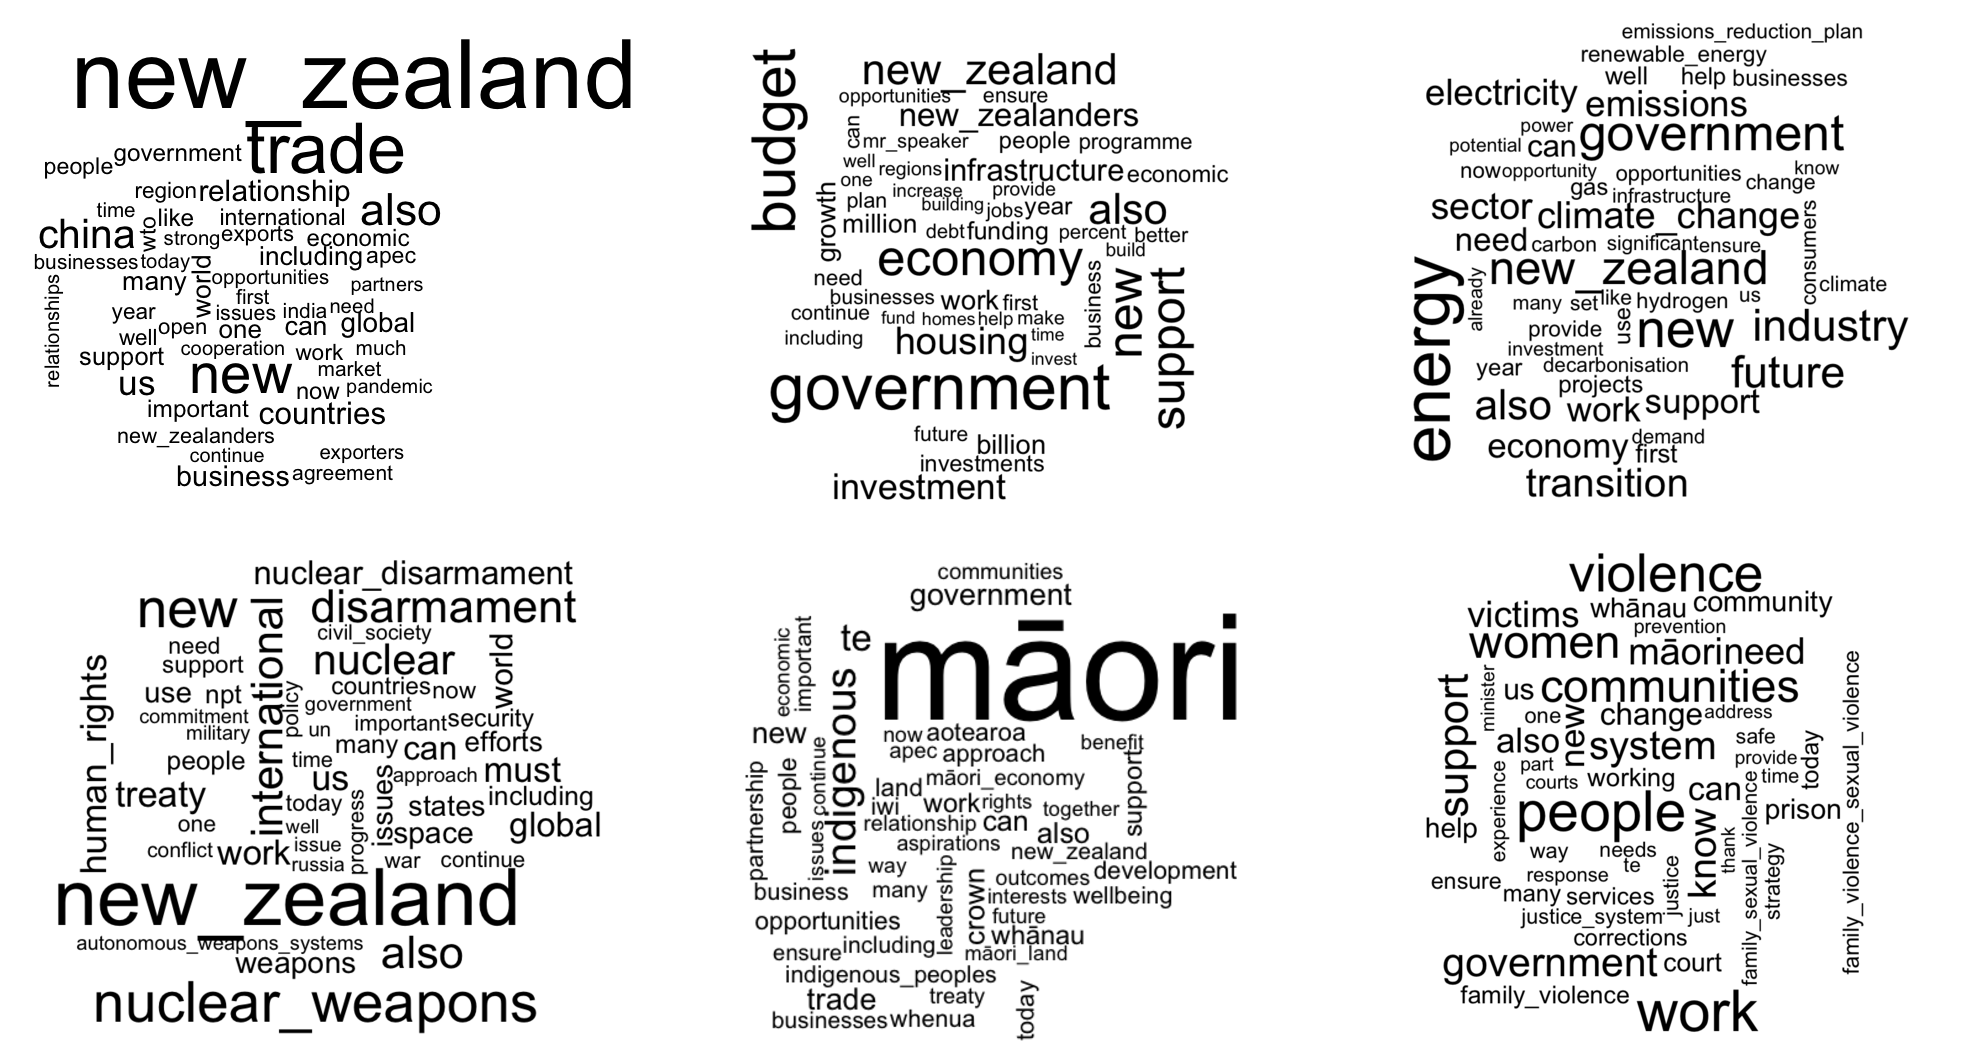 new_zealand
trade
people government
region relationship
time wto like international also
china strong exports economic
businesses today world including apec
many opportunities partners
relationships first
year issues india need
well open one can global
support cooperation work much
us new market
now pandemic
important countries
new_zealanders
continue exporters
business agreement
budget new_zealand
opportunities ensure
new_zealanders
can mr_speaker people programme
well regions infrastructure economic
one increase provide
growth plan building jobs year also
million debt funding percent better
economy build
need business new support
businesses work first
continue fund homes help make
including housing time
invest
government
future billion
investments
investment
emissions_reduction_plan
renewable_energy
well help businesses
electricity emissions
power government
potential can
now opportunity opportunities know
gas infrastructure change
sector climate_change
need carbon significant ensure consumers
energy new_zealand
already climate
many set like hydrogen us
provide use new industry
investment
year decarbonisation future
projects
also work support
economy demand
first
transition
nuclear_disarmament
new international disarmament
need civil_society
support nuclear world
human_rights
use npt policy countries now
commitment government
military un important security
people time many can efforts
us issues approach must
treaty today progress states including
one well space global
conflict work issue
russia war continue
new_zealand
autonomous_weapons_systems also
weapons
nuclear_weapons
communities
government
economic important te māori
indigenous
new now aotearoa
apec approach benefit
partnership people issues continue māori_economy support
land
iwi work rights together
relationship can also
aspirations new_zealand
way outcomes development
business many leadership crown interests wellbeing
opportunities future
ensure including whānau
māori_land
indigenous_peoples
trade treaty today
businesses whenua
violence
victims whānau community
women prevention
māori need
support minister us communities
one new change address
also system safe
part provide today
experience courts working time
people can prison
help know family_sexual_violence family_violence_sexual_violence
way needs thank
te
ensure response justice strategy
many services
justice_system just
corrections
government court
family_violence work